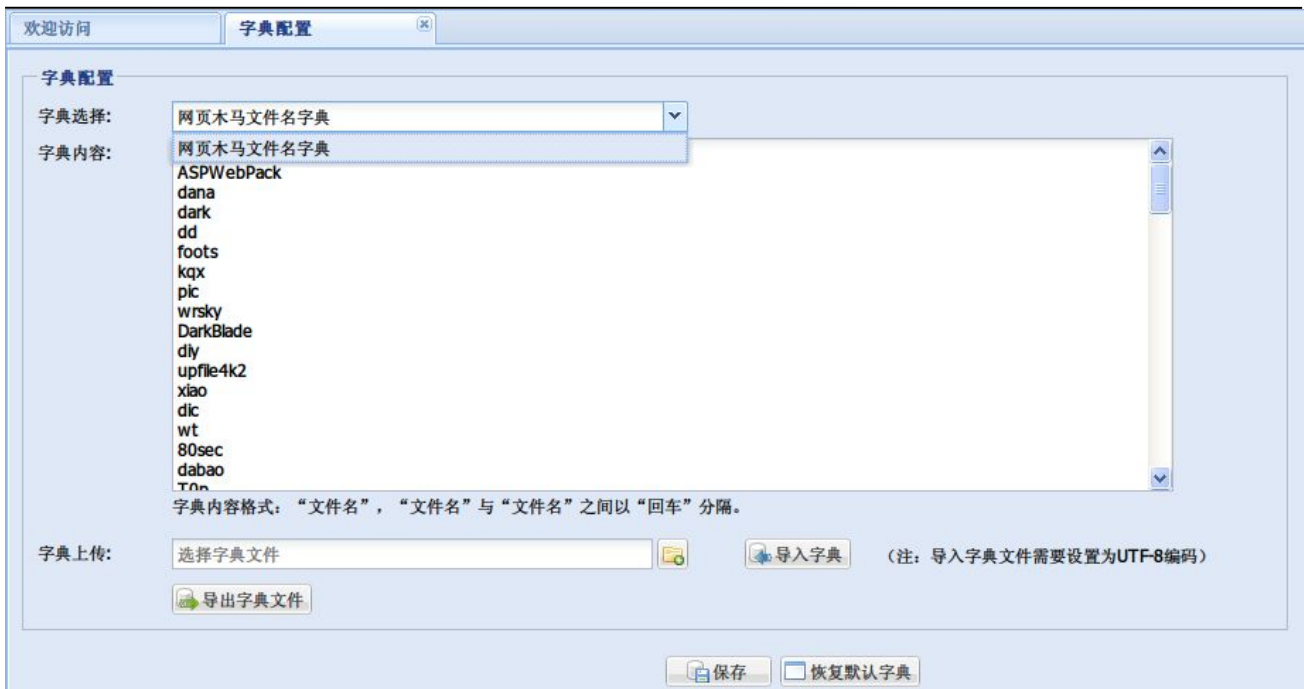 欢迎访问
字典配置
字典配置
字典选择:
网页木马文件名字典
网页木马文件名字典
字典内容:
ASPWebPack
dana
dark
dd
foots
kqx
pic
wrsky
DarkBlade
diy
upfile4k2
xiao
dic
wt
80sec
dabao
字典内容格式：“文件名”，“文件名”与“文件名”之间以“回车”分隔。
字典上传:
选择字典文件
导入字典
（注：导入字典文件需要设置为UTF-8编码）
导出字典文件
保存
恢复默认字典